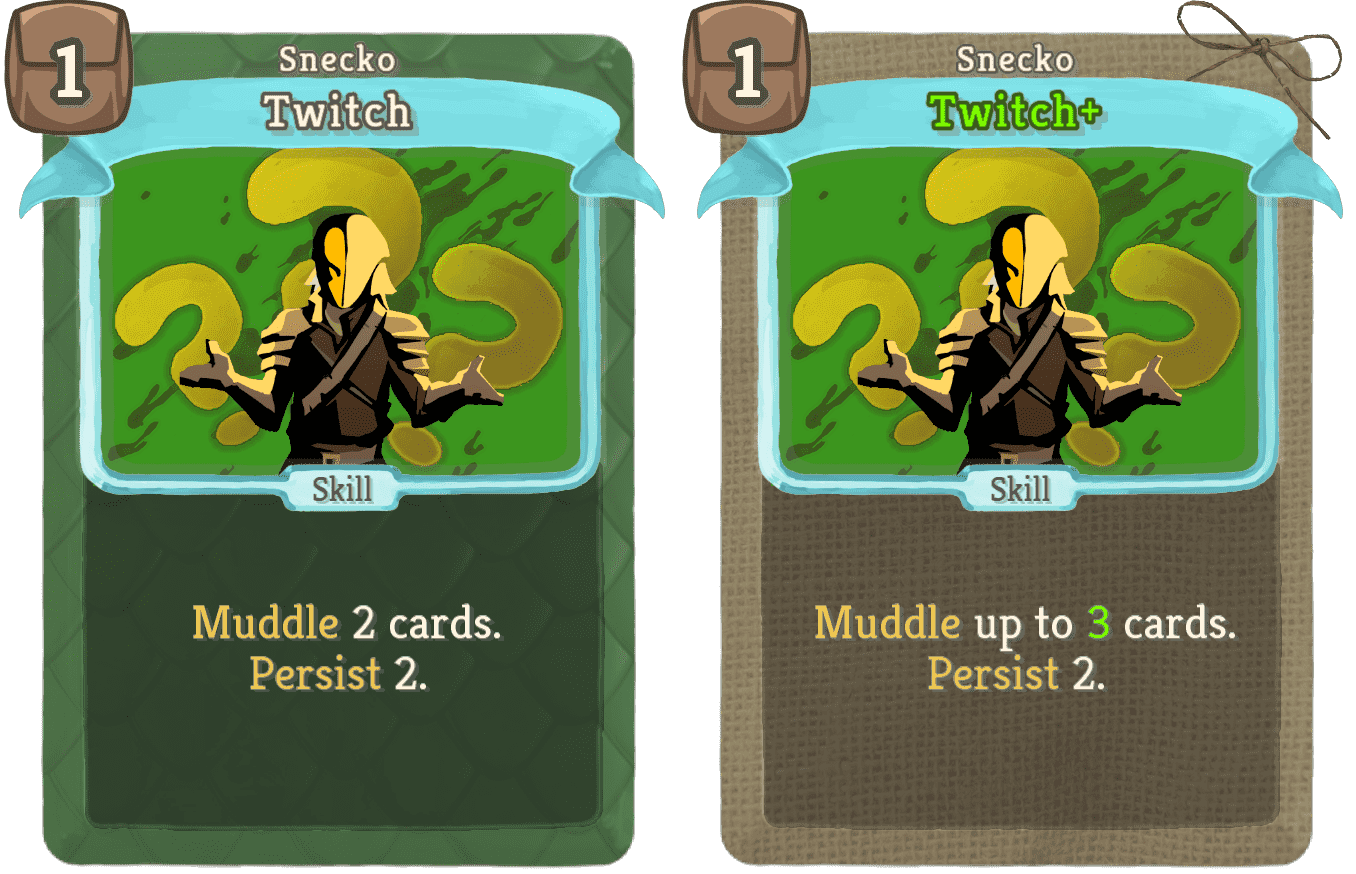 1
Snecko
Twitch
Skill
Muddle 2 cards.
Persist 2.
1
Snecko
Twitch+
Skill
Muddle up to 3 cards.
Persist 2.